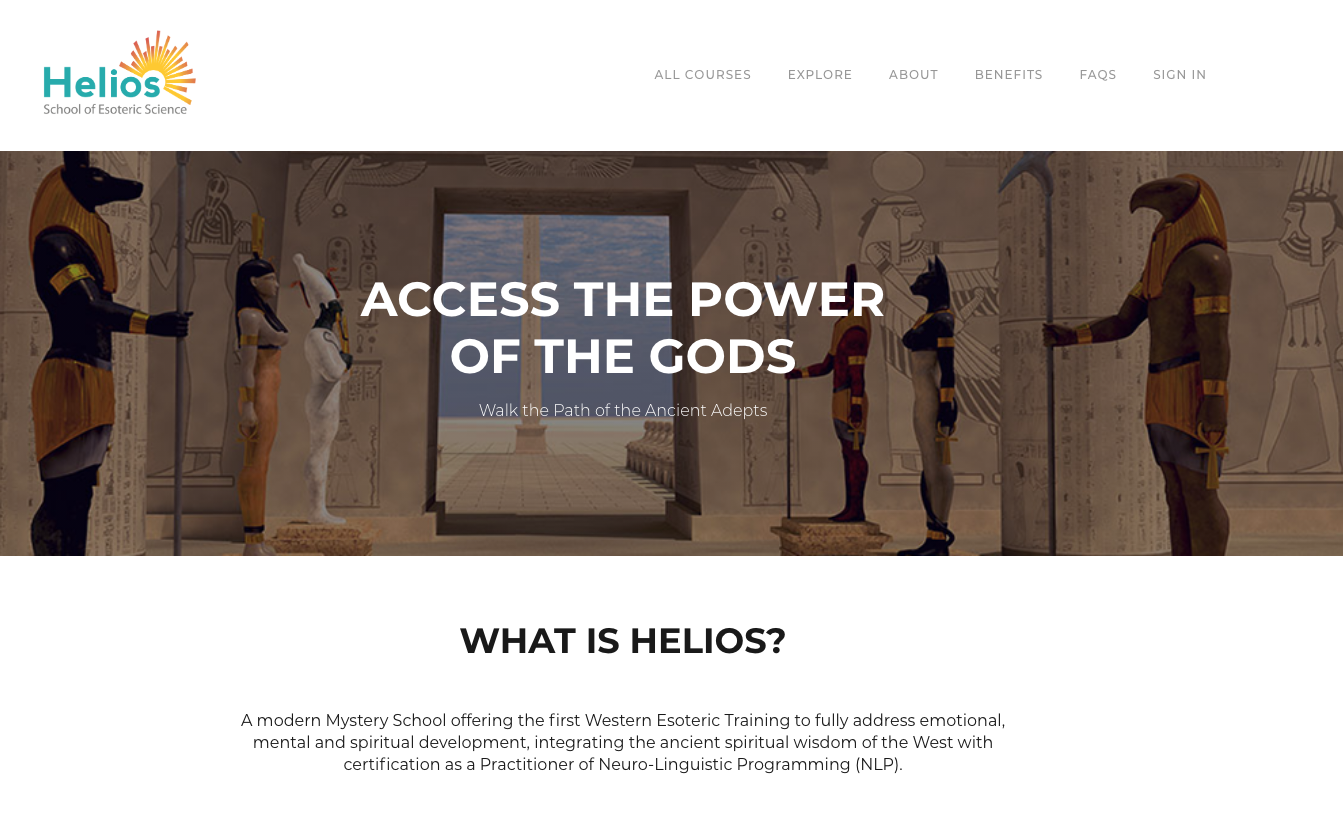 Helios
School of Esoteric Science
ALL COURSES EXPLORE ABOUT BENEFITS FAQS SIGN IN
ACCESS THE POWER
OF THE GODS
Walk the Path of the Ancient Adepts
WHAT IS HELIOS?
A modern Mystery School offering the first Western Esoteric Training to fully address emotional,
mental and spiritual development, integrating the ancient spiritual wisdom of the West with
certification as a Practitioner of Neuro-Linguistic Programming (NLP).